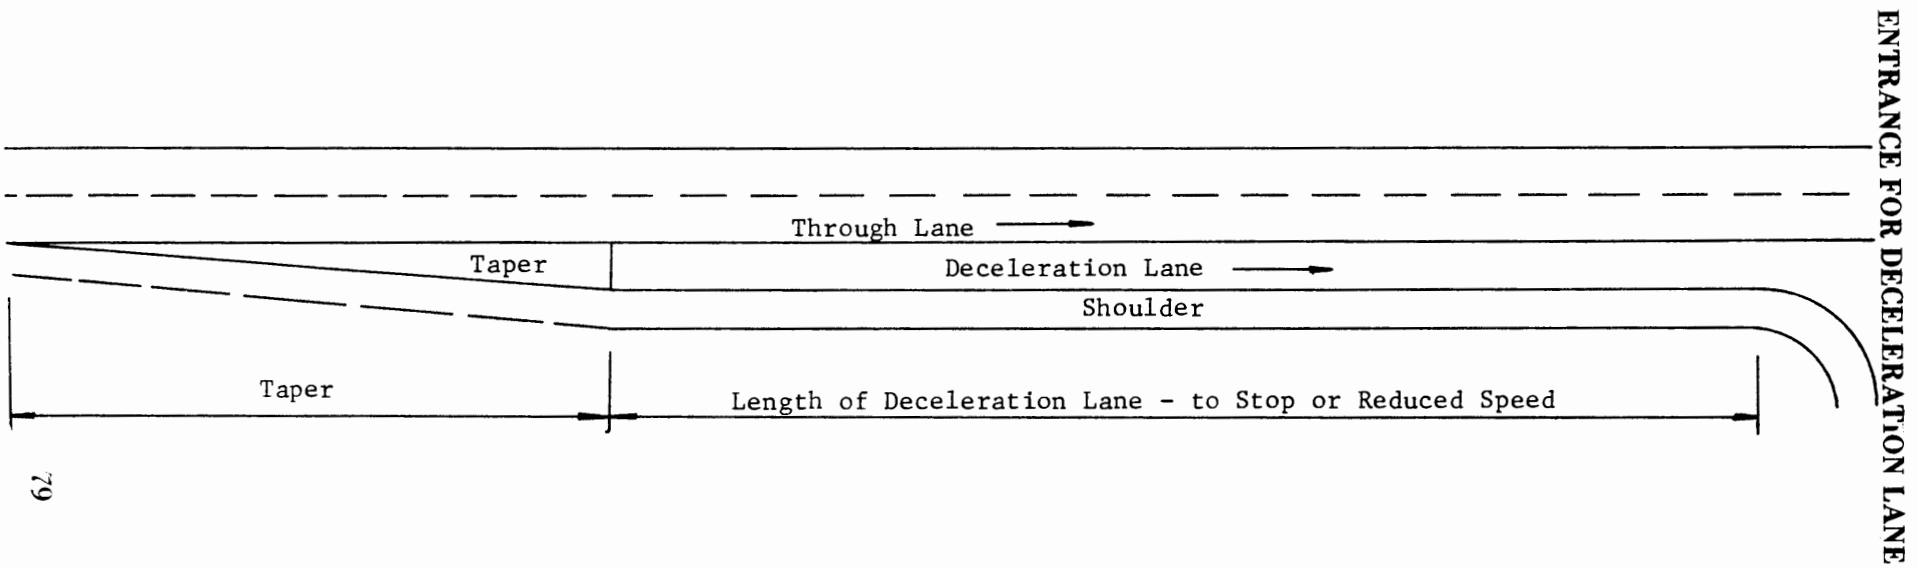 ENTRANCE FOR DECELERATION LANE
Through Lane
Taper
Deceleration Lane
Shoulder
Taper
Length of Deceleration Lane - to Stop or Reduced Speed
79